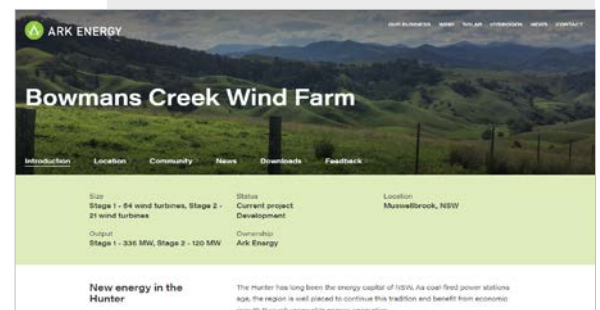 ARK ENERGY
OUR BUSINESS WIND SOLAR HYDROGEN NEWS CONTACT
Bowmans Creek Wind Farm
Introduction Location Community News Downloads Feedback
Size
Stage 1 - 64 wind turbines, Stage 2 -
21 wind turbines
Status
Current project
Development
Location
Muswellbrook, NSW
Output
Stage 1 - 336 MW, Stage 2 - 120 MW
Ownership
Ark Energy
New energy in the
Hunter
The Hunter has long been the energy capital of NSW. As coal-fired power stations
age, the region is well placed to continue this tradition and benefit from economic